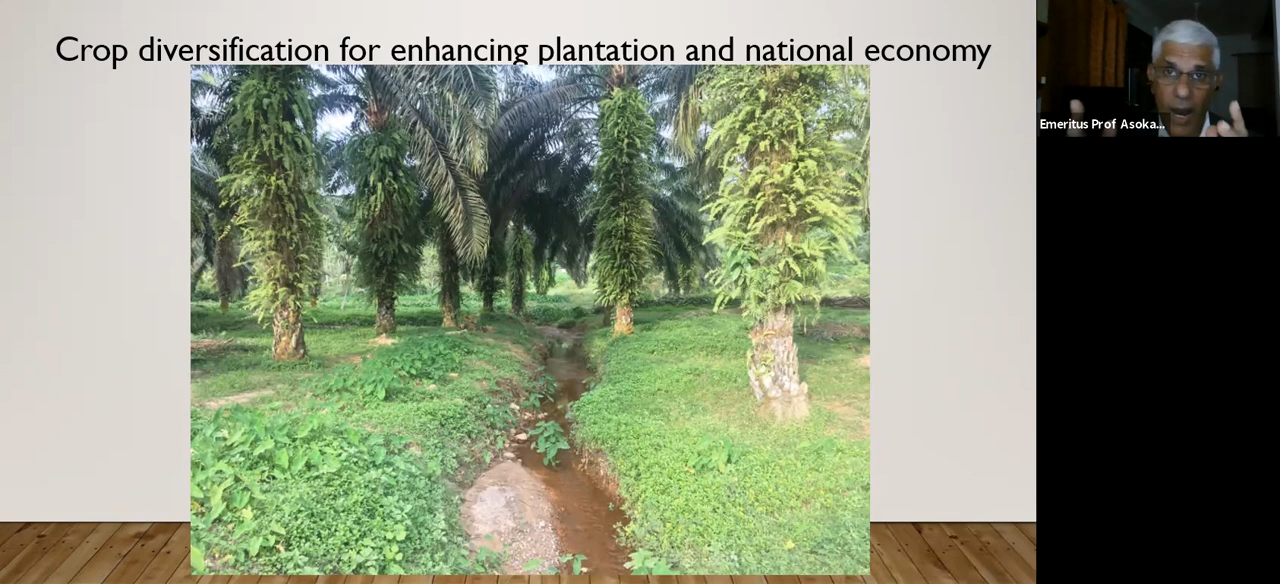 Crop diversification for enhancing plantation and national economy
Emeritus Prof Asoka...